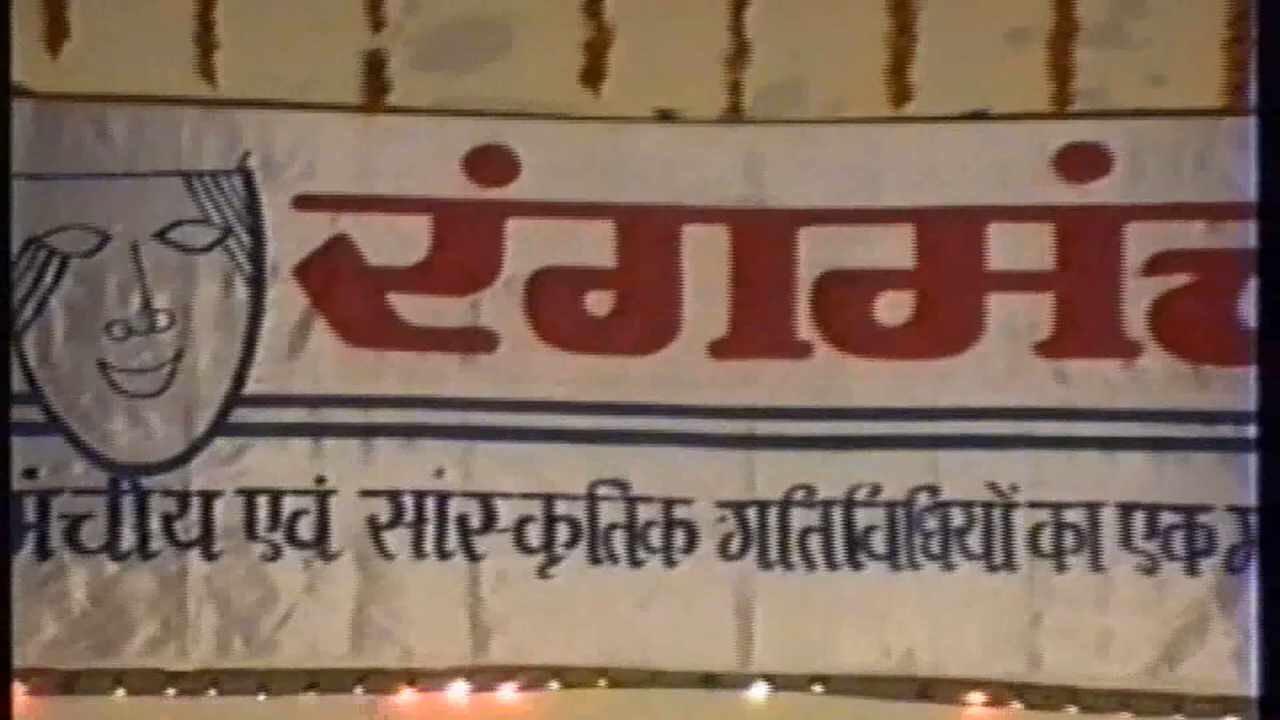 रंगमंच
मंचीय एवं सांस्कृतिक गतिविधियों का एक